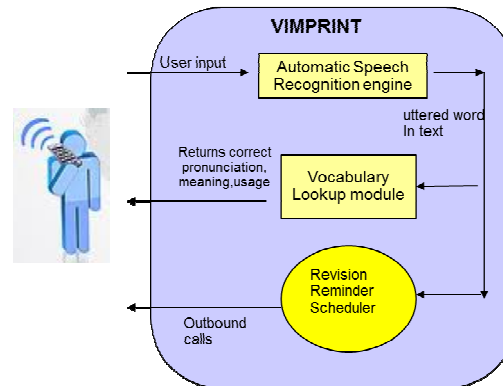 VIMPRINT
User input
Automatic Speech
Recognition engine
uttered word
In text
Returns correct
pronunciation,
meaning,usage
Vocabulary
Lookup module
Revision
Reminder
Scheduler
Outbound
calls